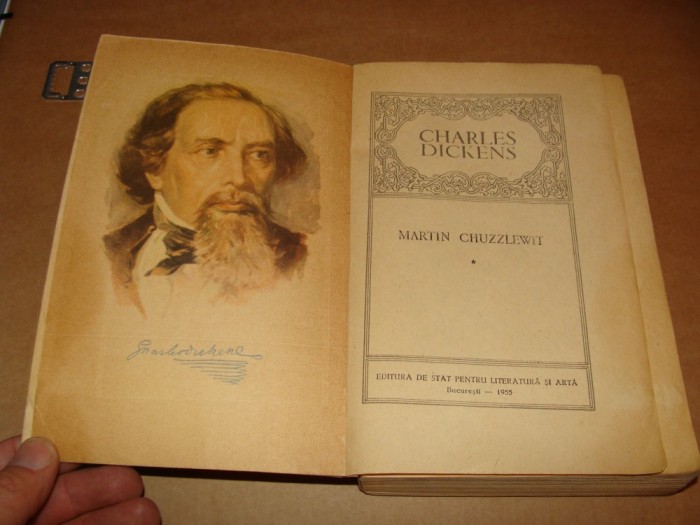 CHARLES
DICKENS
MARTIN CHUZZLEWIT
*
EDITURA DE STAT PENTRU LITERATURĂ ȘI ARTĂ
București — 1955